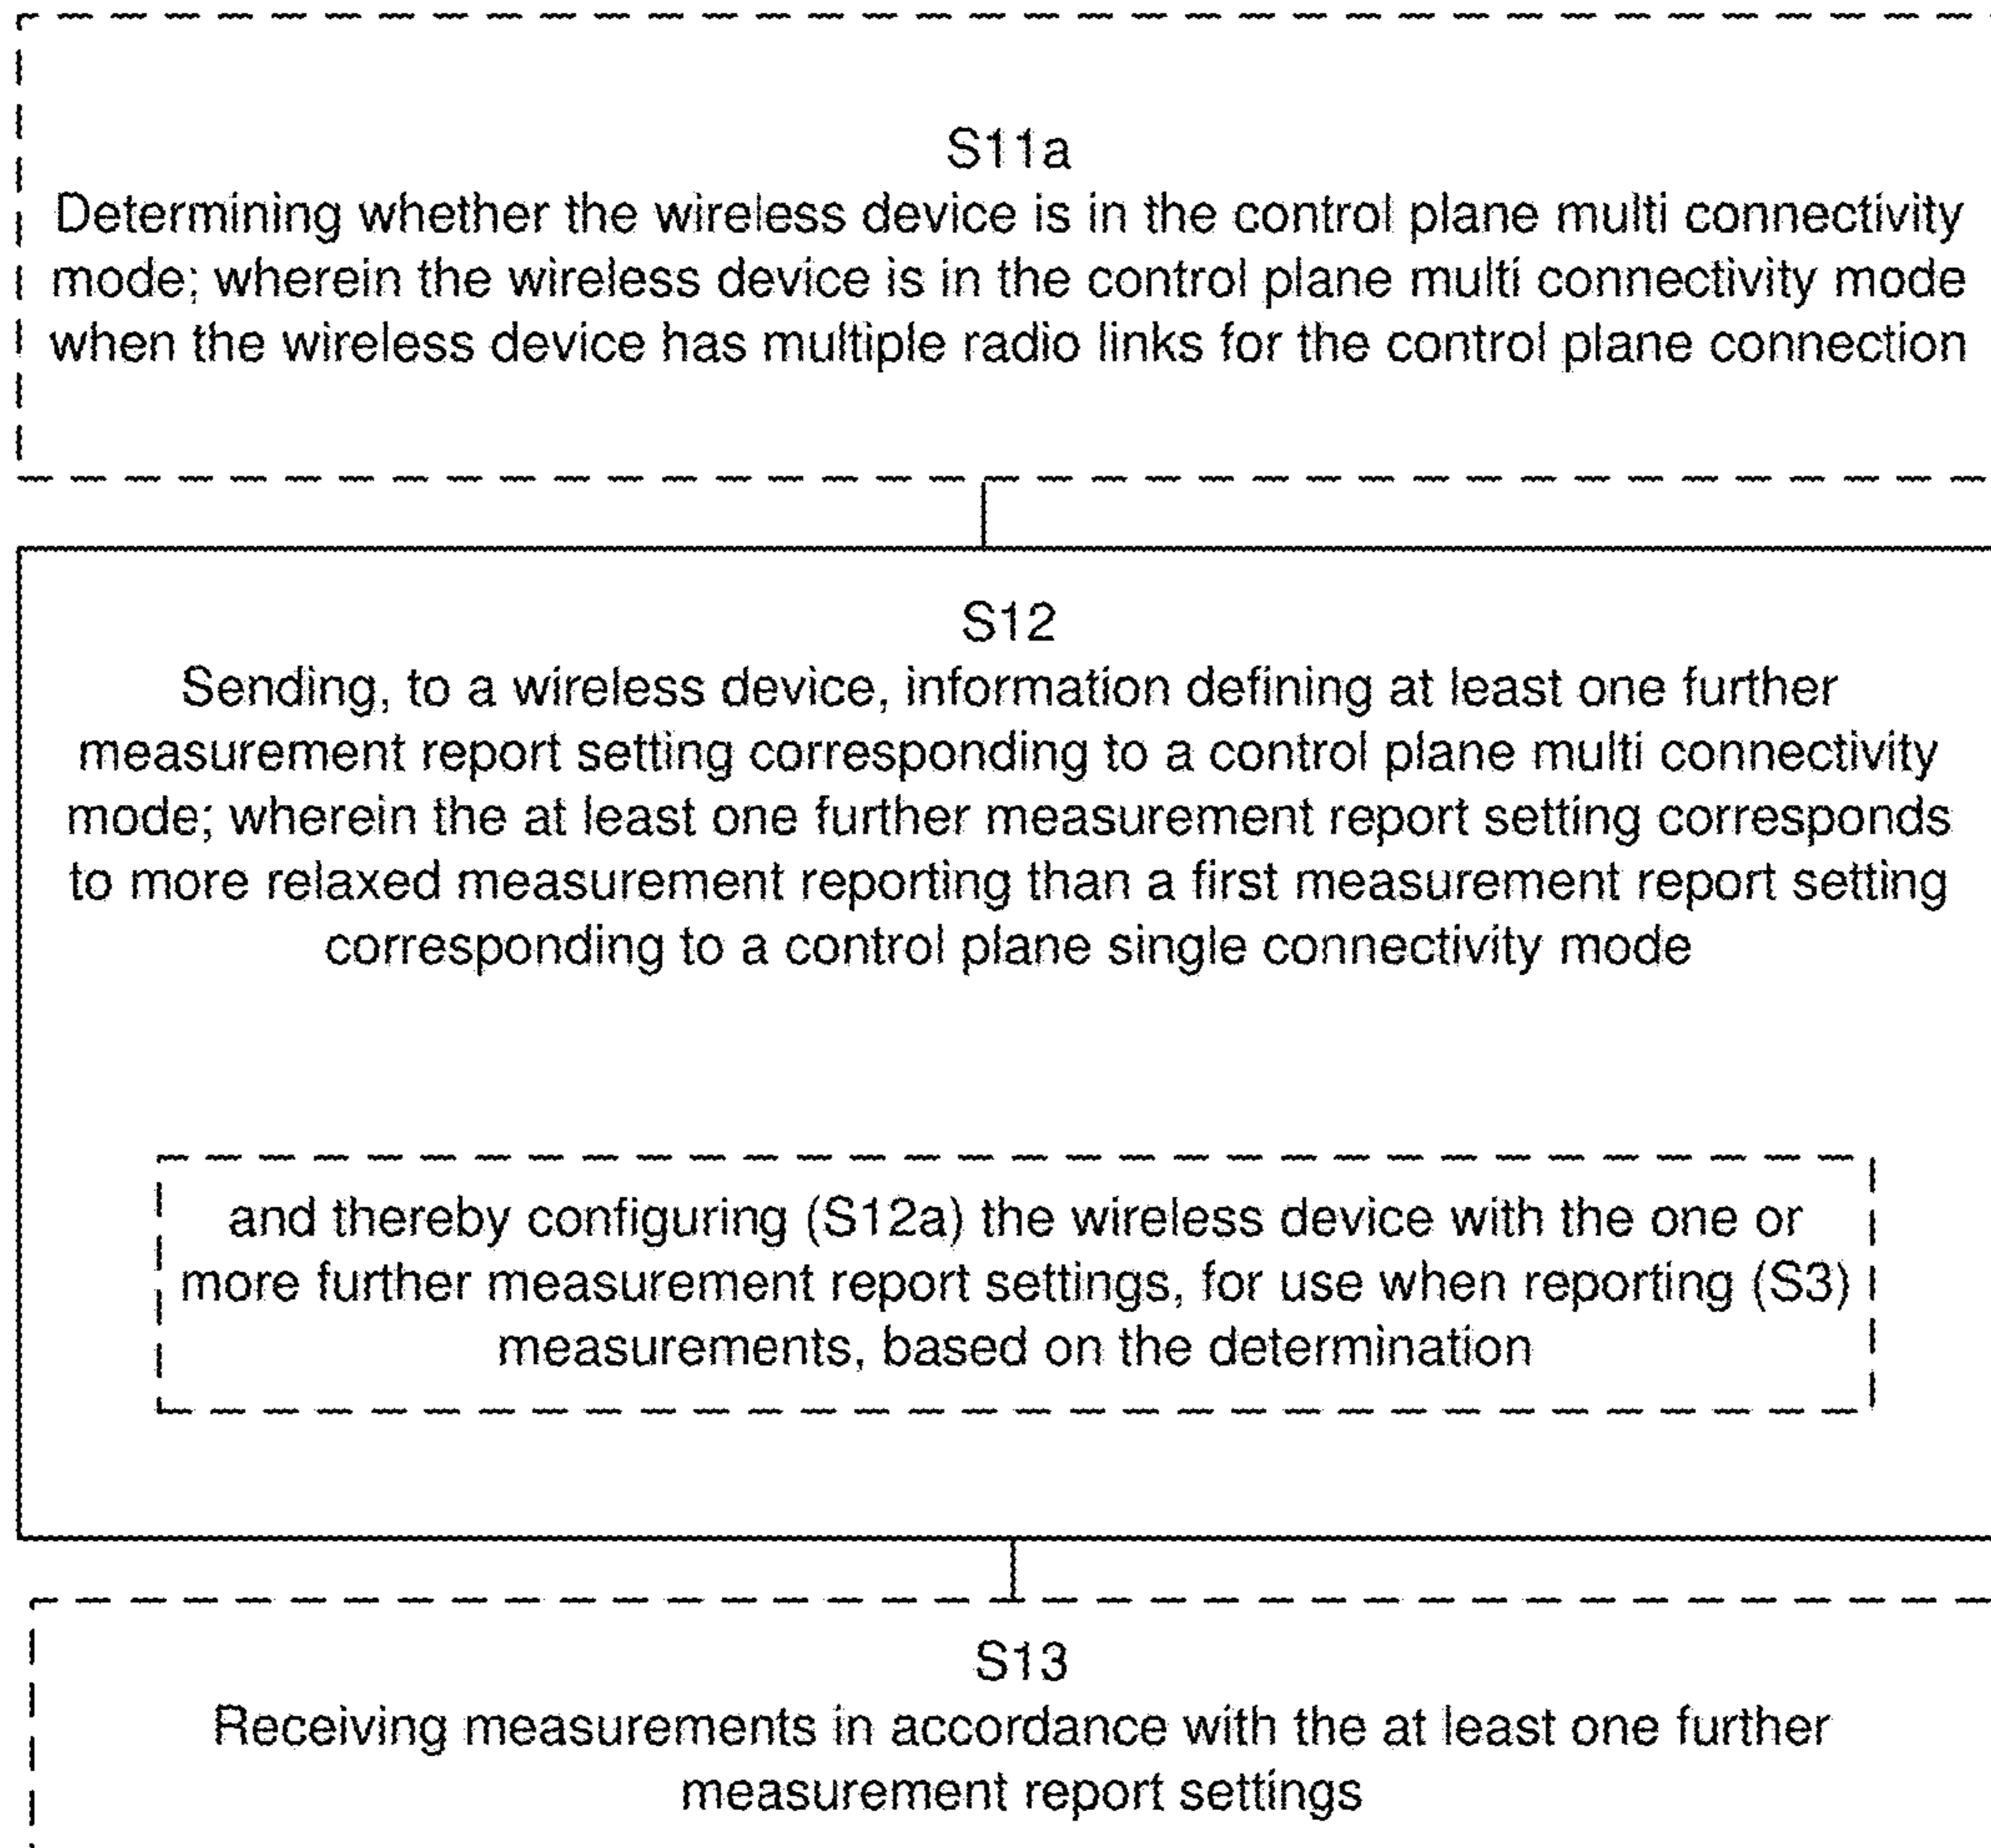 S11a
Determining whether the wireless device is in the control plane multi connectivity
mode; wherein the wireless device is in the control plane multi connectivity mode
when the wireless device has multiple radio links for the control plane connection
S12
Sending, to a wireless device, information defining at least one further
measurement report setting corresponding to a control plane multi connectivity
mode; wherein the at least one further measurement report setting corresponds
to more relaxed measurement reporting than a first measurement report setting
corresponding to a control plane single connectivity mode
and thereby configuring (S12a) the wireless device with the one or
more further measurement report settings, for use when reporting (S3)
measurements, based on the determination
S13
Receiving measurements in accordance with the at least one further
measurement report settings